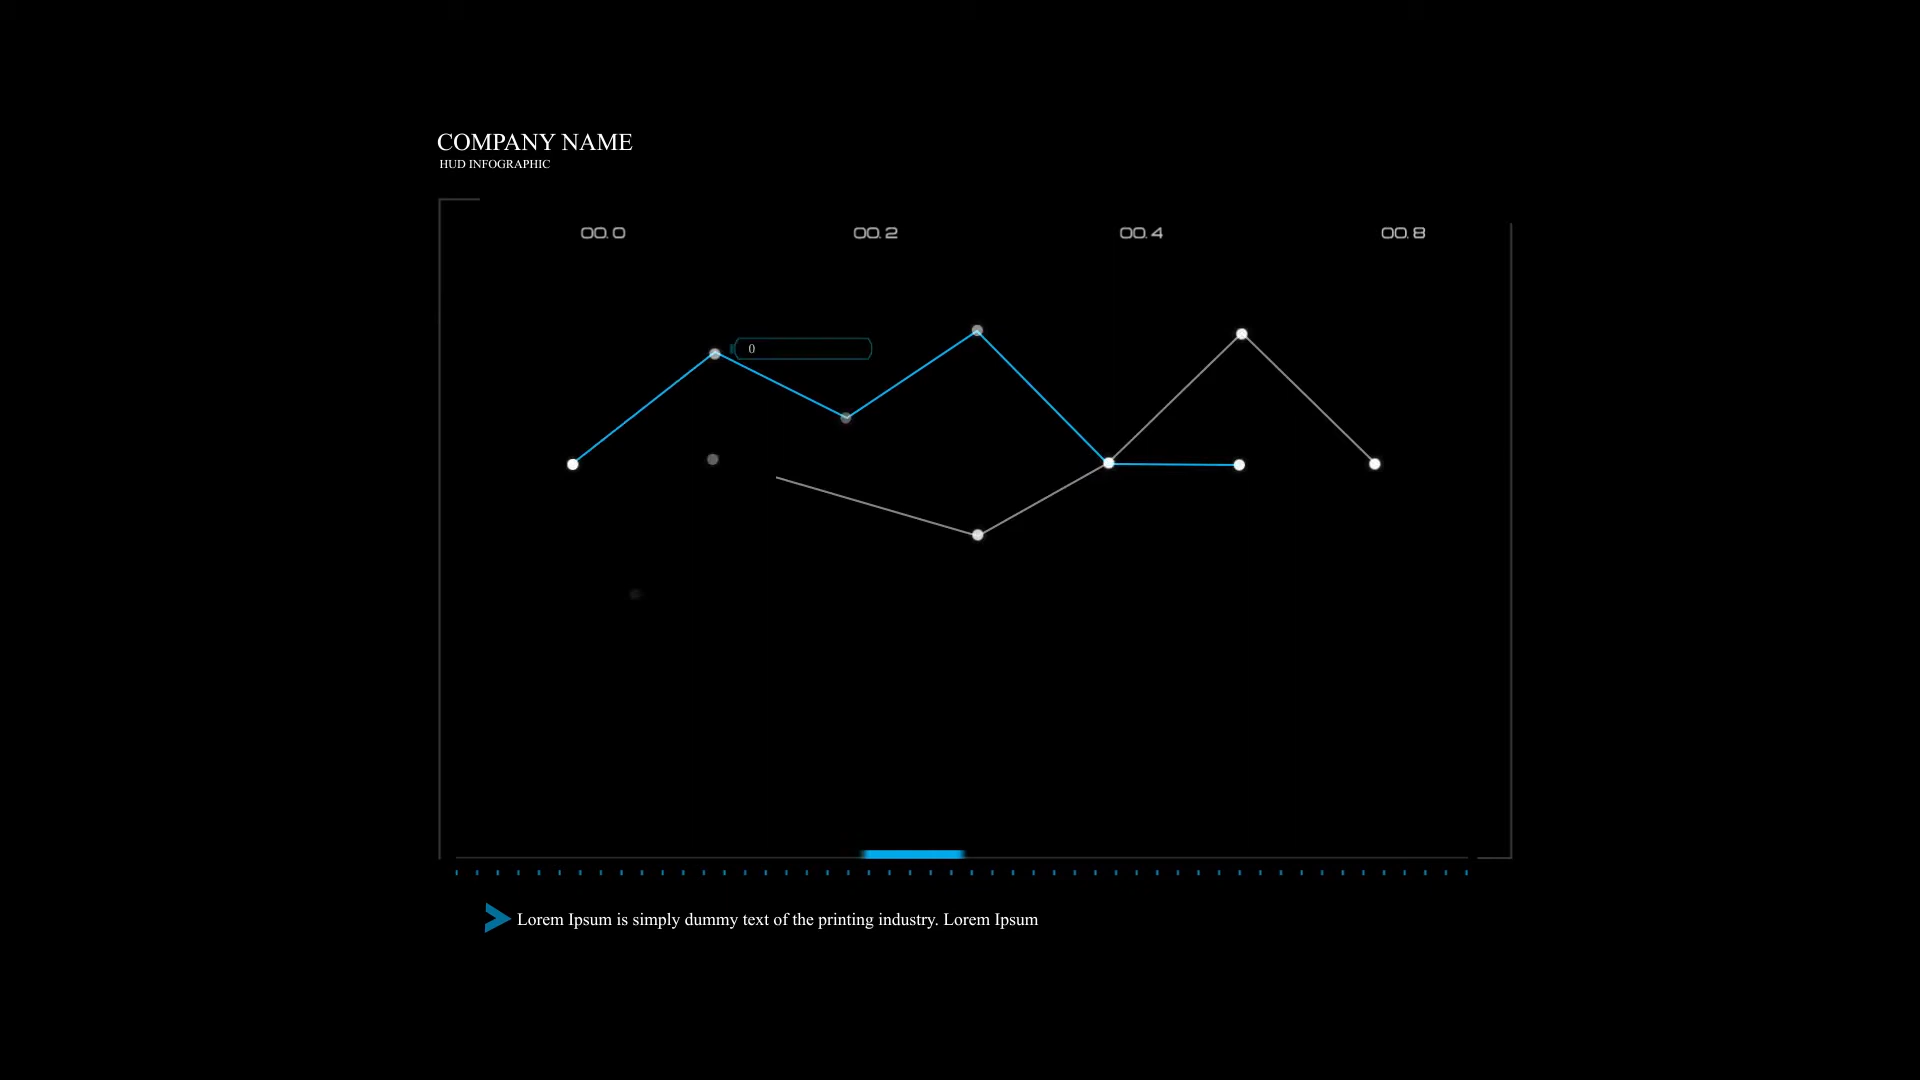 COMPANY NAME
HUD INFOGRAPHIC
00.0 00.2 00.4 00.8
0
Lorem Ipsum is simply dummy text of the printing industry. Lorem Ipsum